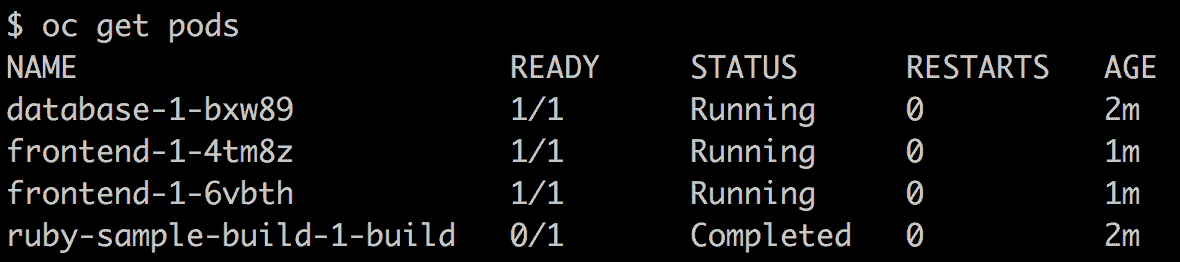 $ oc get pods
NAME READY STATUS RESTARTS AGE
database-1-bxw89 1/1 Running 0 2m
frontend-1-4tm8z 1/1 Running 0 1m
frontend-1-6vbth 1/1 Running 0 1m
ruby-sample-build-1-build 0/1 Completed 0 2m